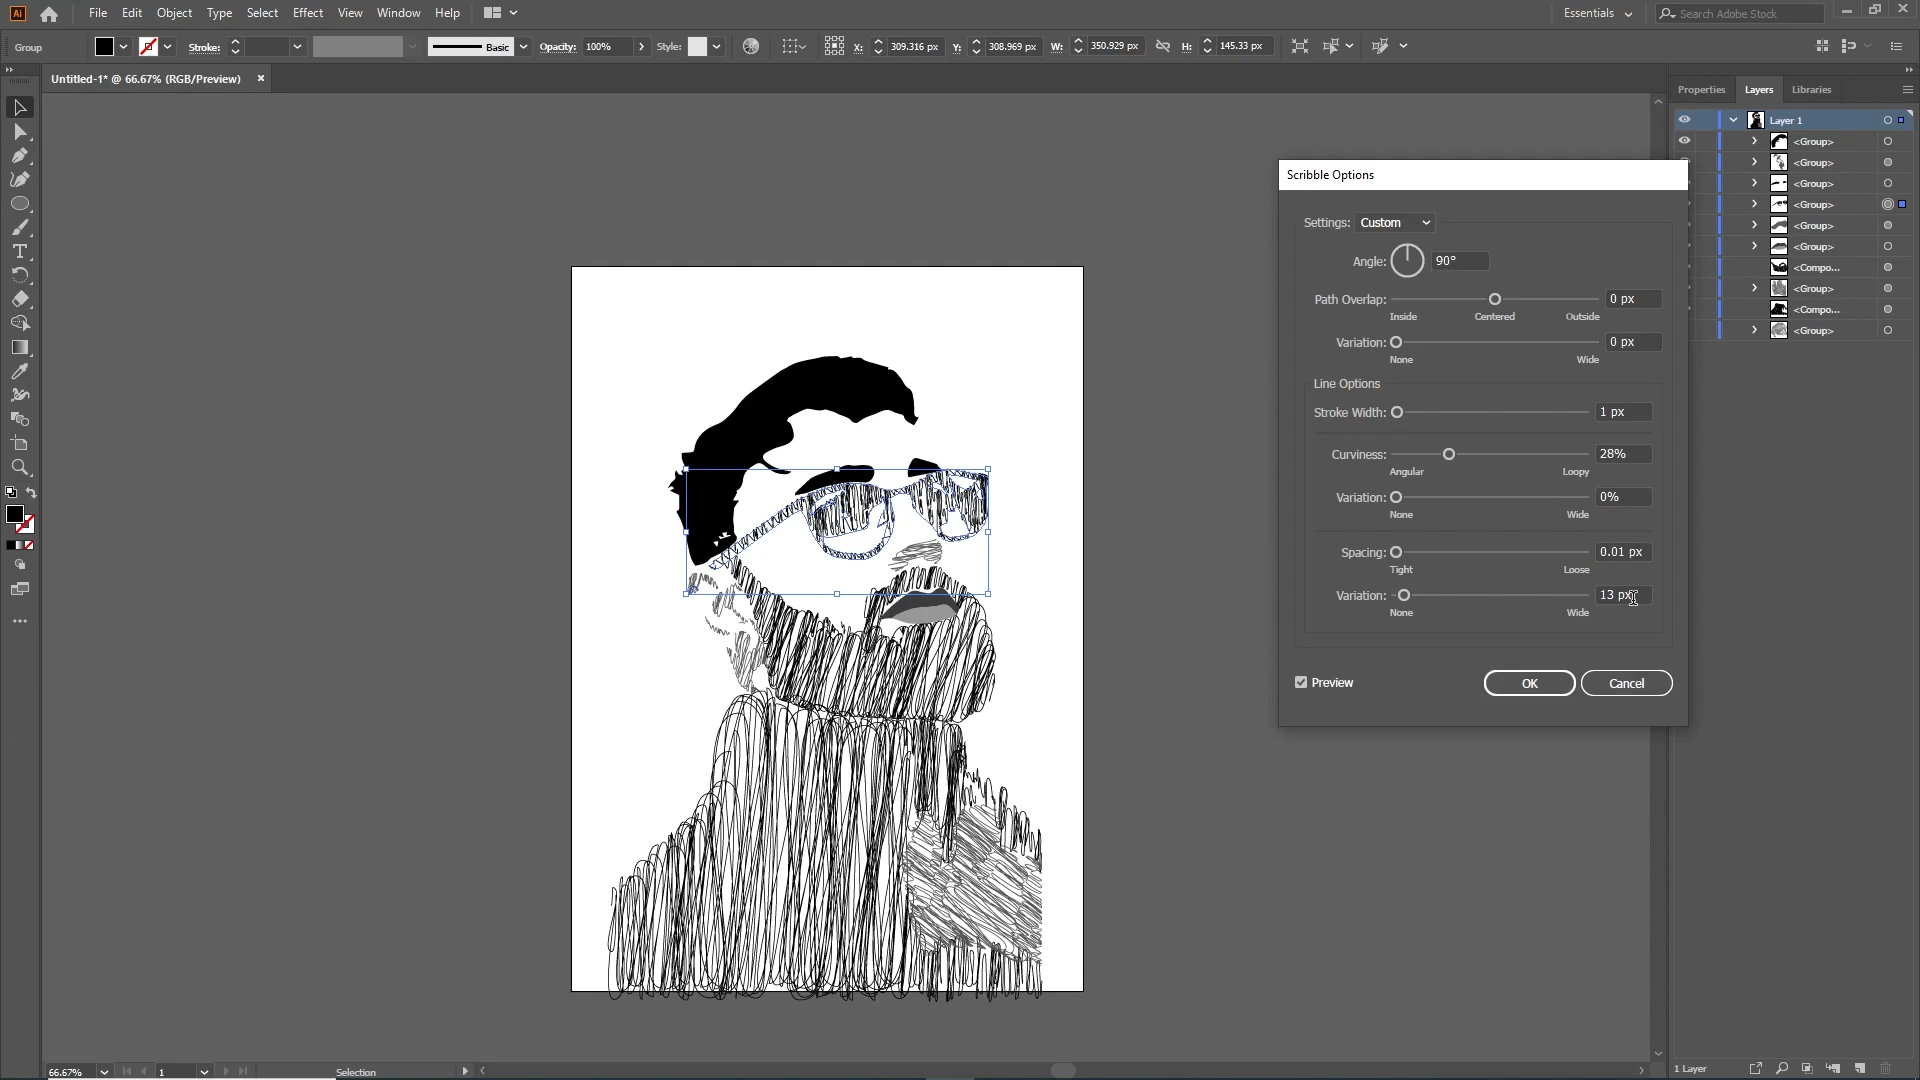 Ai File Edit Object Type Select Effect View Window Help Essentials Search Adobe Stock
Group Stroke: Basic Opacity: 100% Style: X: 309.316 px Y: 308.969 px W: 350.929 px H: 145.33 px
Untitled-1* @ 66.67% (RGB/Preview) ×
Properties Layers Libraries
Layer 1
<Group>
<Group>
<Group>
<Group>
<Group>
<Group>
<Compo...
<Group>
<Compo...
<Group>
Scribble Options
Settings: Custom
Angle: 90°
Path Overlap: 0 px
Inside Centered Outside
Variation: 0 px
None Wide
Line Options
Stroke Width: 1 px
Curviness: 28%
Angular Loopy
Variation: 0%
None Wide
Spacing: 0.01 px
Tight Loose
Variation: 13 px
None Wide
Preview OK Cancel
66.67% 1 Selection
1 Layer